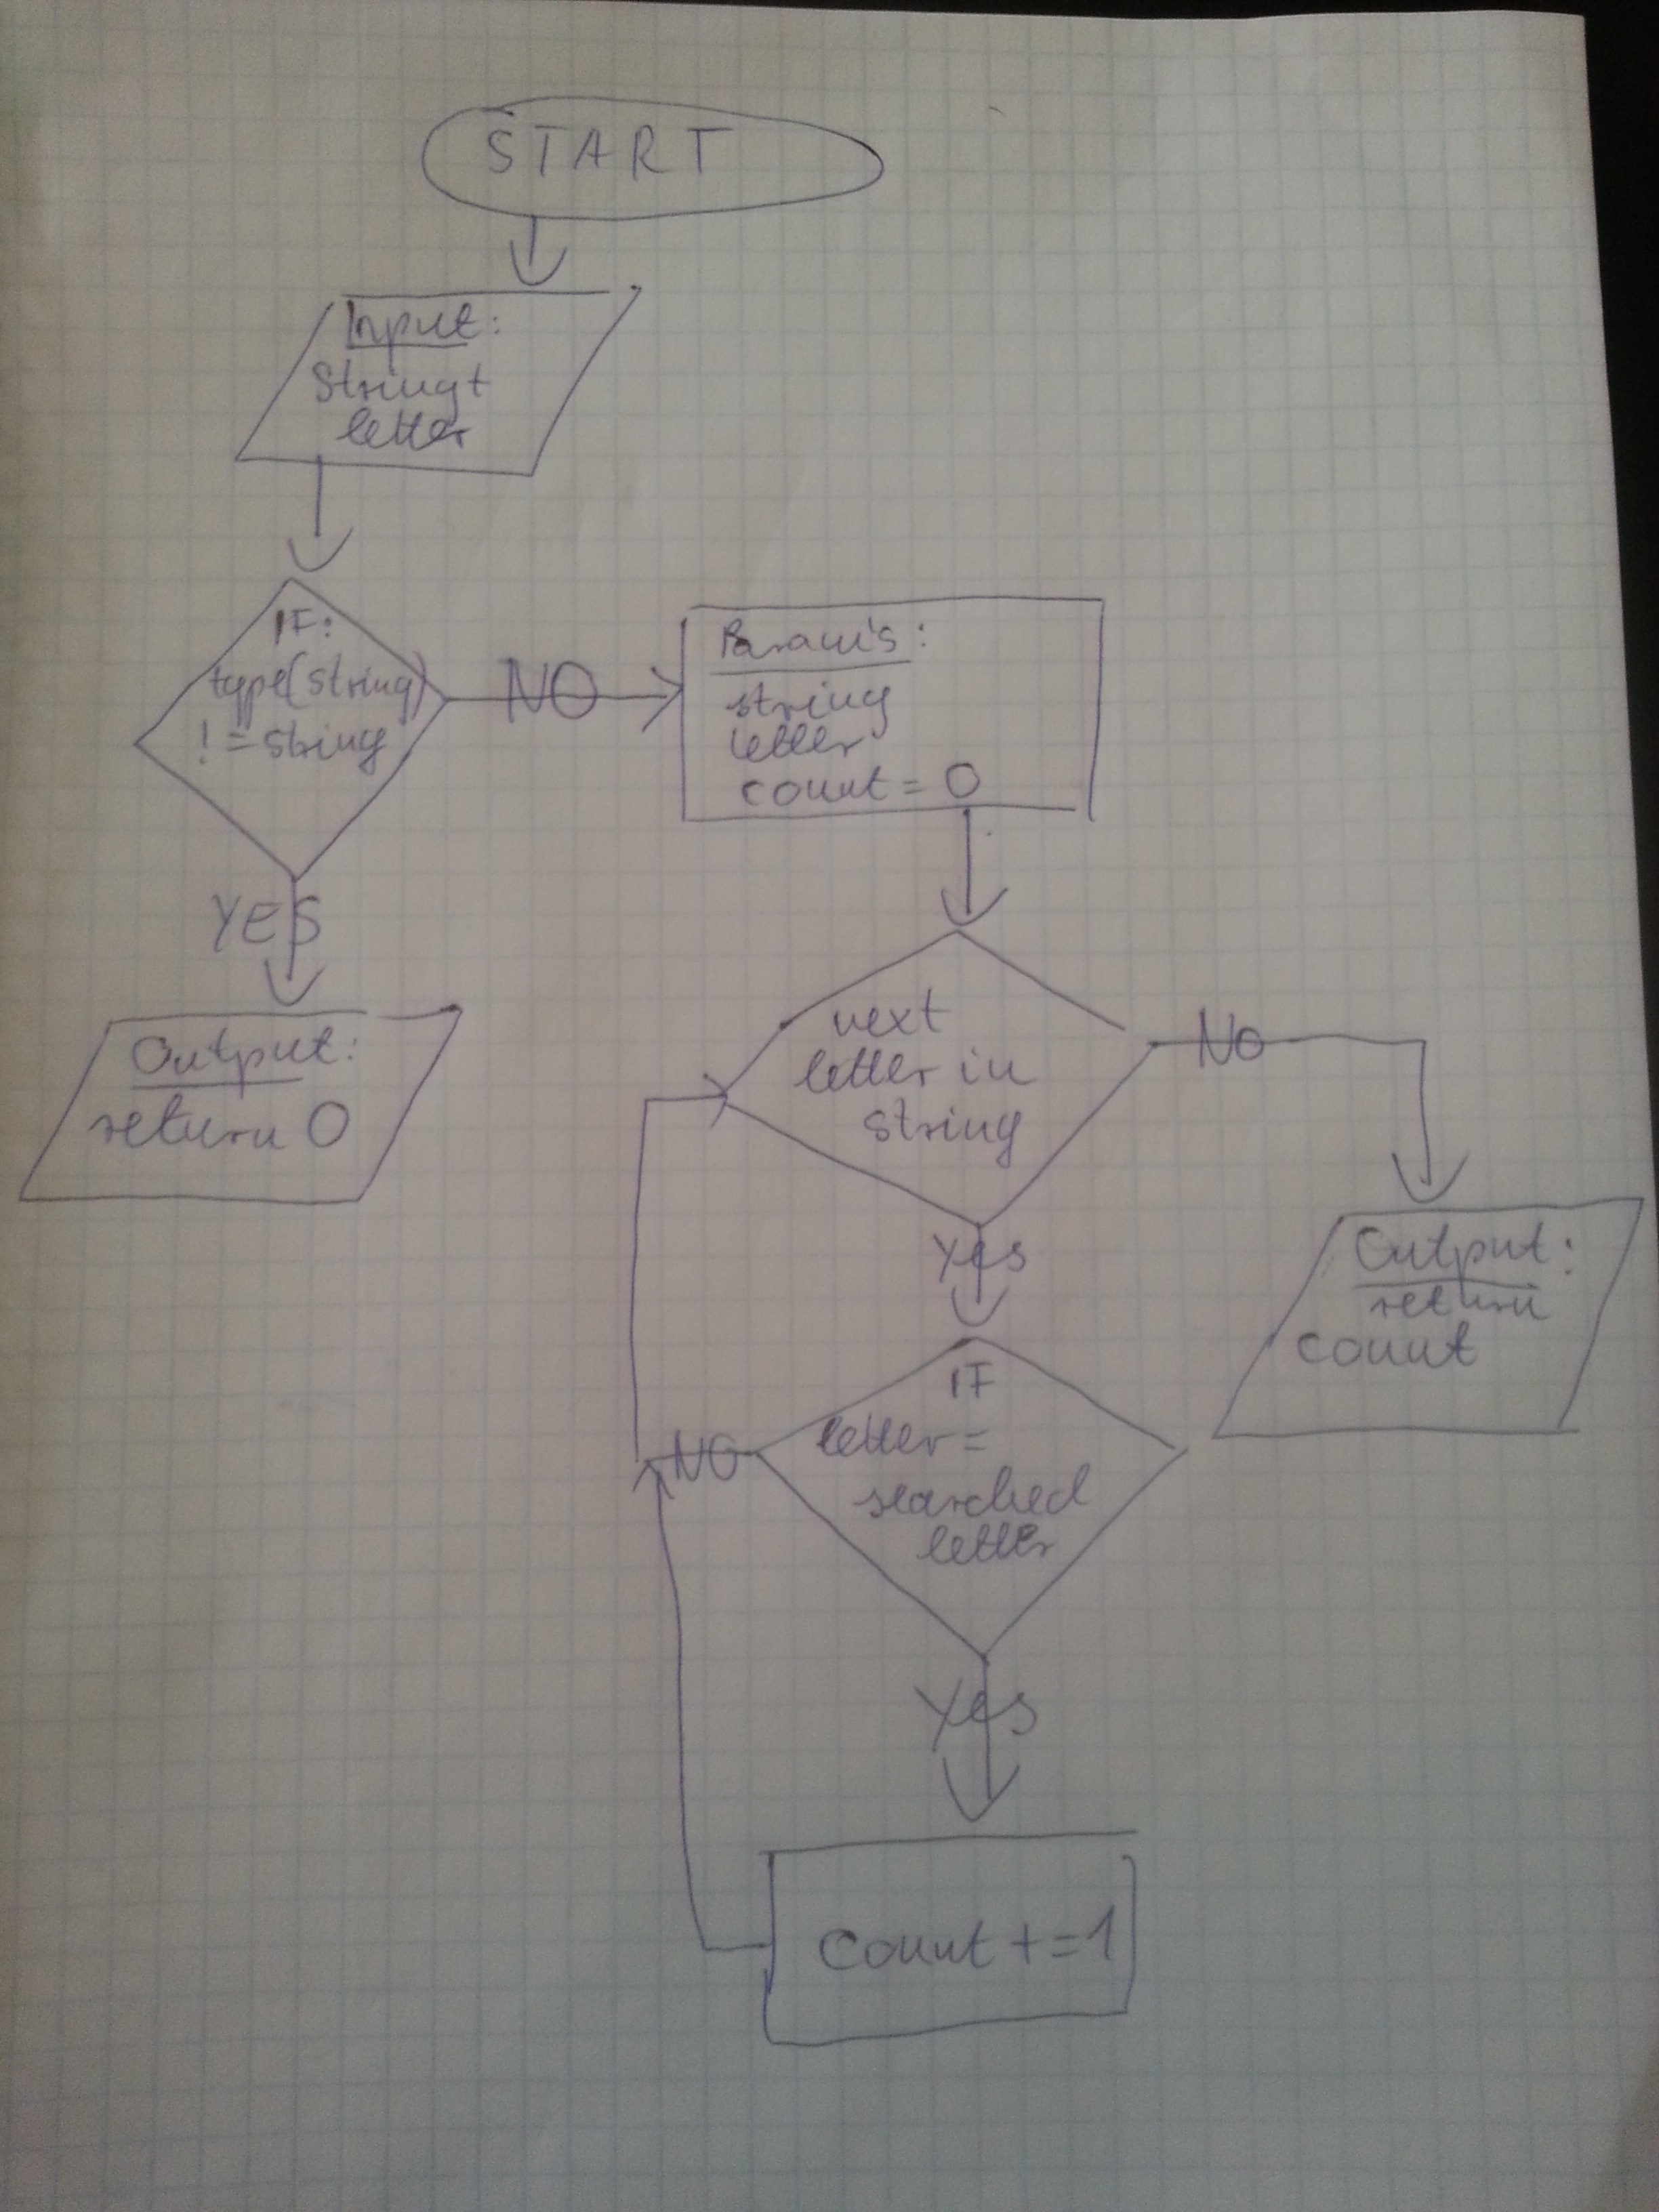 START
Input:
String+
letter
IF:
type(string)
!=string
NO
Param's:
string
letter
count = 0
YES
Output:
return 0
next
letter in
string
No
Yes
Output:
return
count
IF
letter =
searched
letter
NO
Yes
count +=1